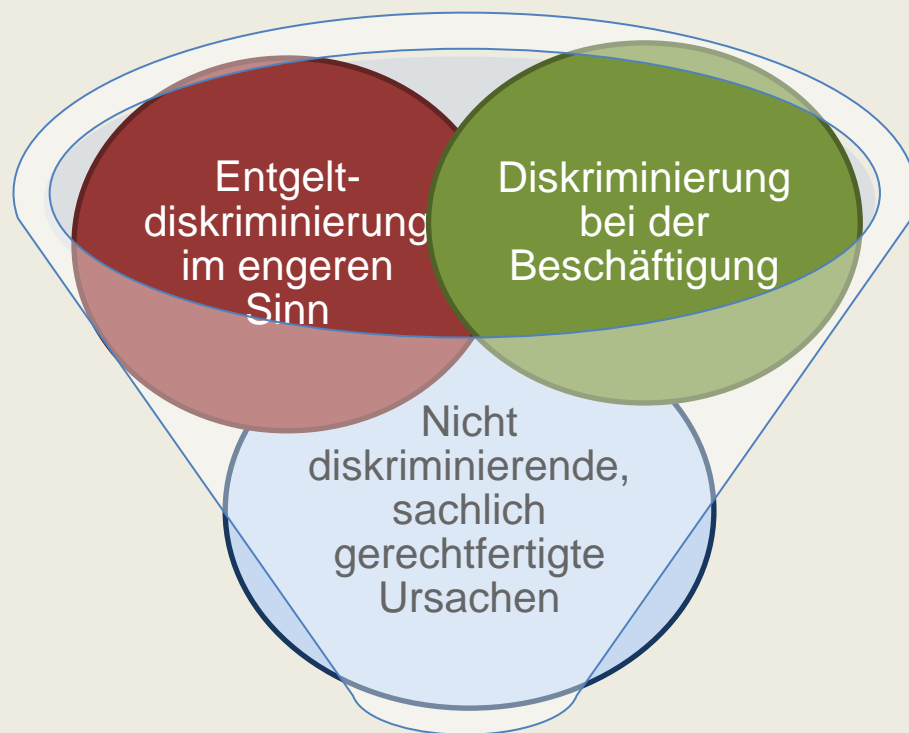 Entgelt-
diskriminierung
im engeren
Sinn
Diskriminierung
bei der
Beschäftigung
Nicht
diskriminierende,
sachlich
gerechtfertigte
Ursachen